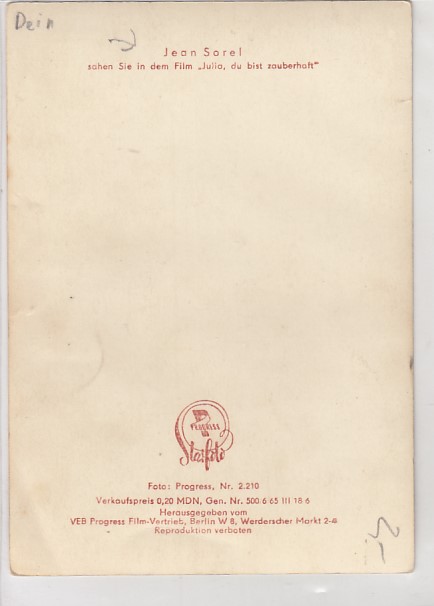 Dein
Jean Sorel
sahen Sie in dem Film „Julia, du bist zauberhaft“
PROGRESS
Starfoto
Foto: Progress, Nr. 2.210
Verkaufspreis 0,20 MDN, Gen. Nr. 500/6/65 III 18 6
Herausgegeben vom
VEB Progress Film-Vertrieb, Berlin W 8, Werderscher Markt 2-4
Reproduktion verboten